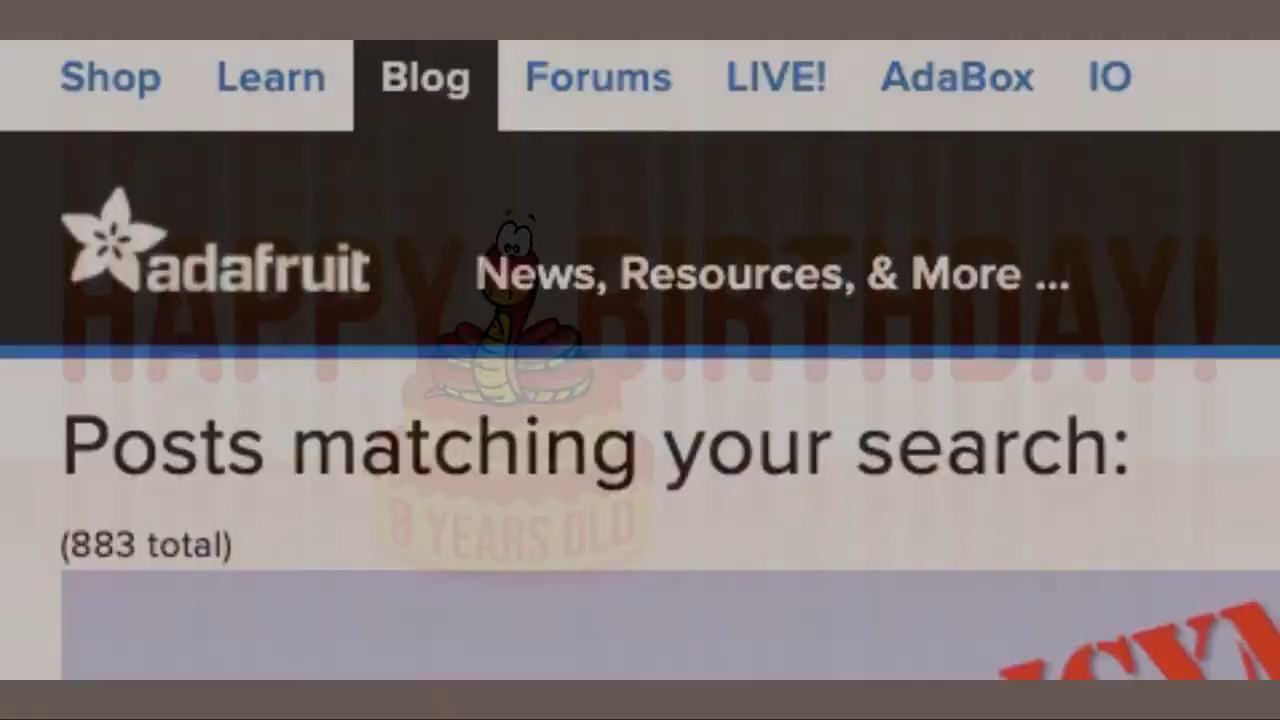 Shop Learn Blog Forums LIVE! AdaBox IO
adafruit News, Resources, & More ...
HAPPY BIRTHDAY!
Posts matching your search:
8 YEARS OLD
(883 total)